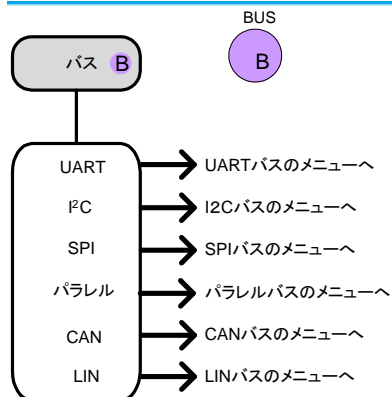 BUS
バス B
B
UART UARTバスのメニューへ
I²C I2Cバスのメニューへ
SPI SPIバスのメニューへ
パラレル パラレルバスのメニューへ
CAN CANバスのメニューへ
LIN LINバスのメニューへ